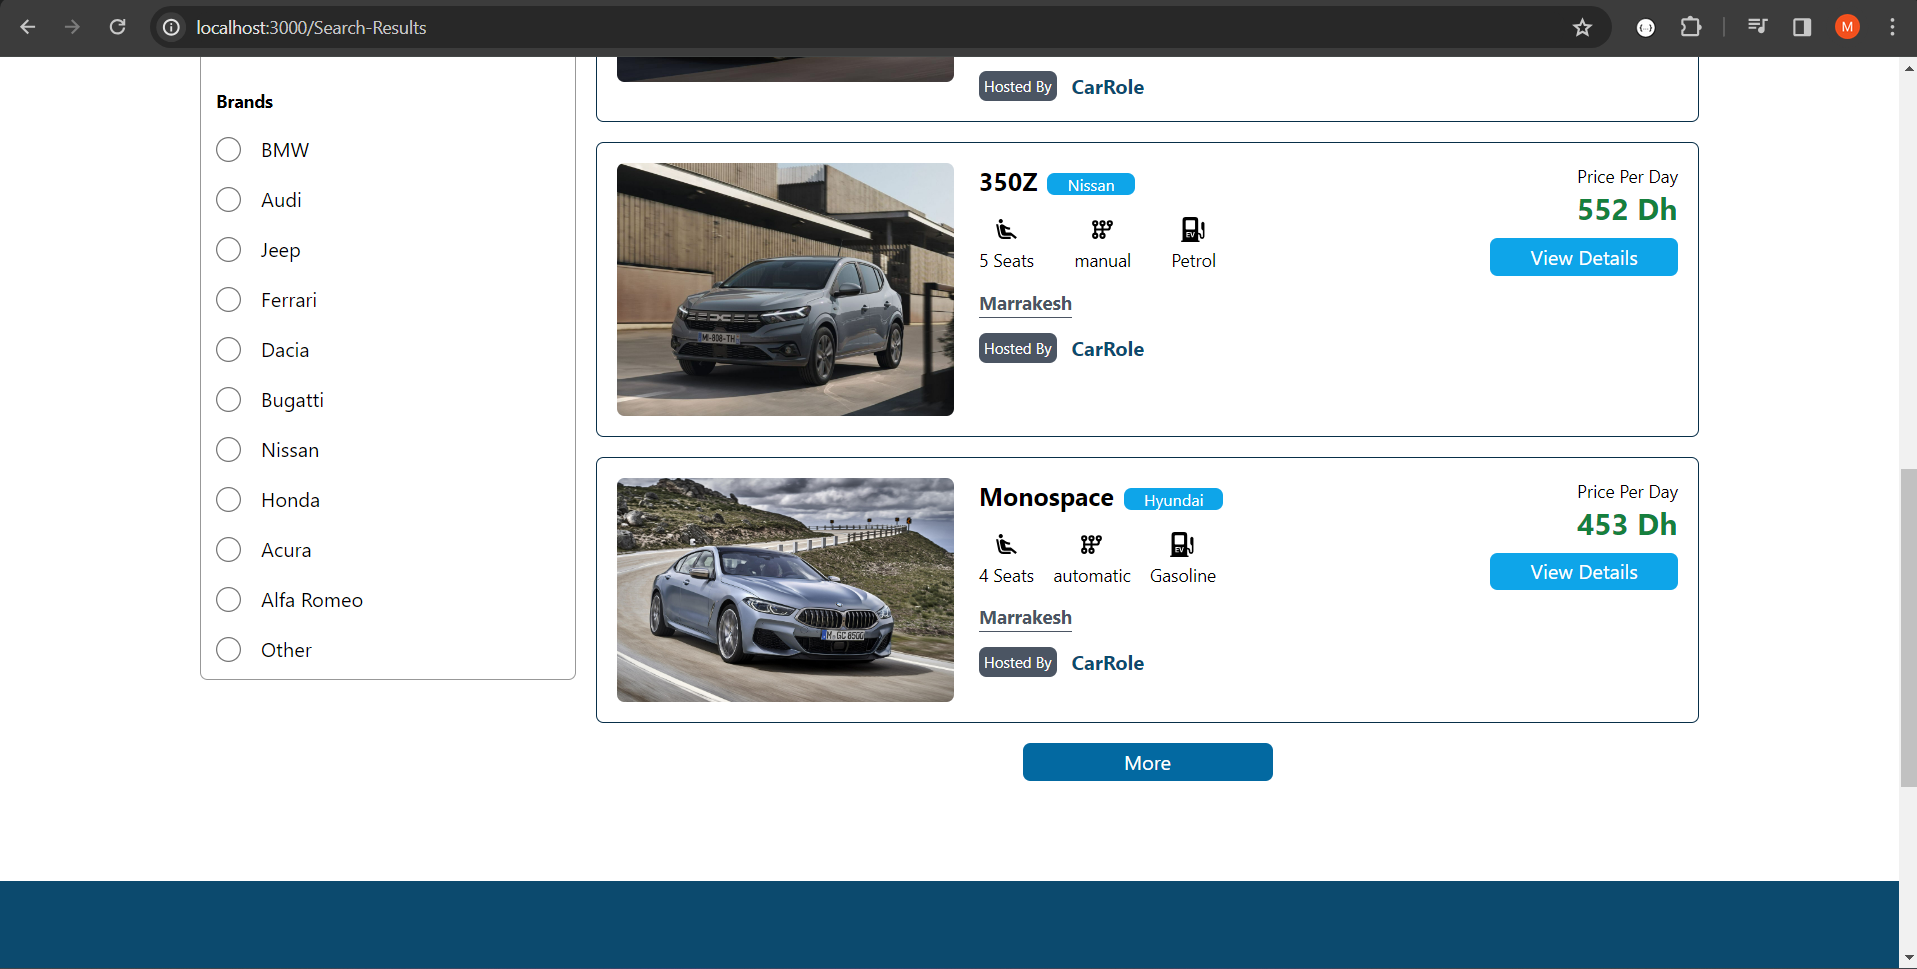 localhost:3000/Search-Results
M
Brands
BMW
Audi
Jeep
Ferrari
Dacia
Bugatti
Nissan
Honda
Acura
Alfa Romeo
Other
Hosted By CarRole
350Z Nissan
5 Seats manual Petrol
EV
Marrakesh
Hosted By CarRole
Price Per Day
552 Dh
View Details
Monospace Hyundai
4 Seats automatic Gasoline
EV
Marrakesh
Hosted By CarRole
Price Per Day
453 Dh
View Details
More